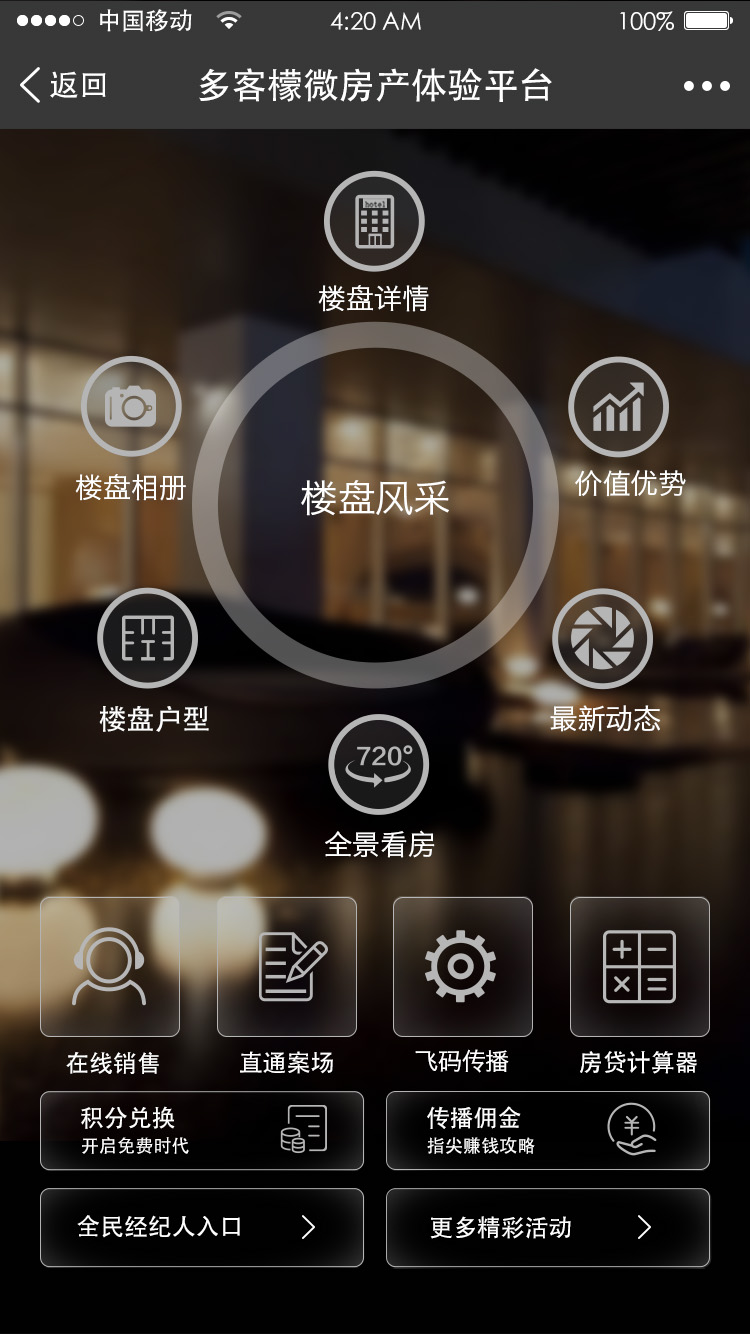 中国移动 4:20 AM 100%
返回 多客檬微房产体验平台
hotel
楼盘详情
楼盘相册
价值优势
楼盘风采
楼盘户型
最新动态
720°
全景看房
在线销售 直通案场 飞码传播 房贷计算器
积分兑换
开启免费时代
传播佣金
指尖赚钱攻略
全民经纪人入口
更多精彩活动